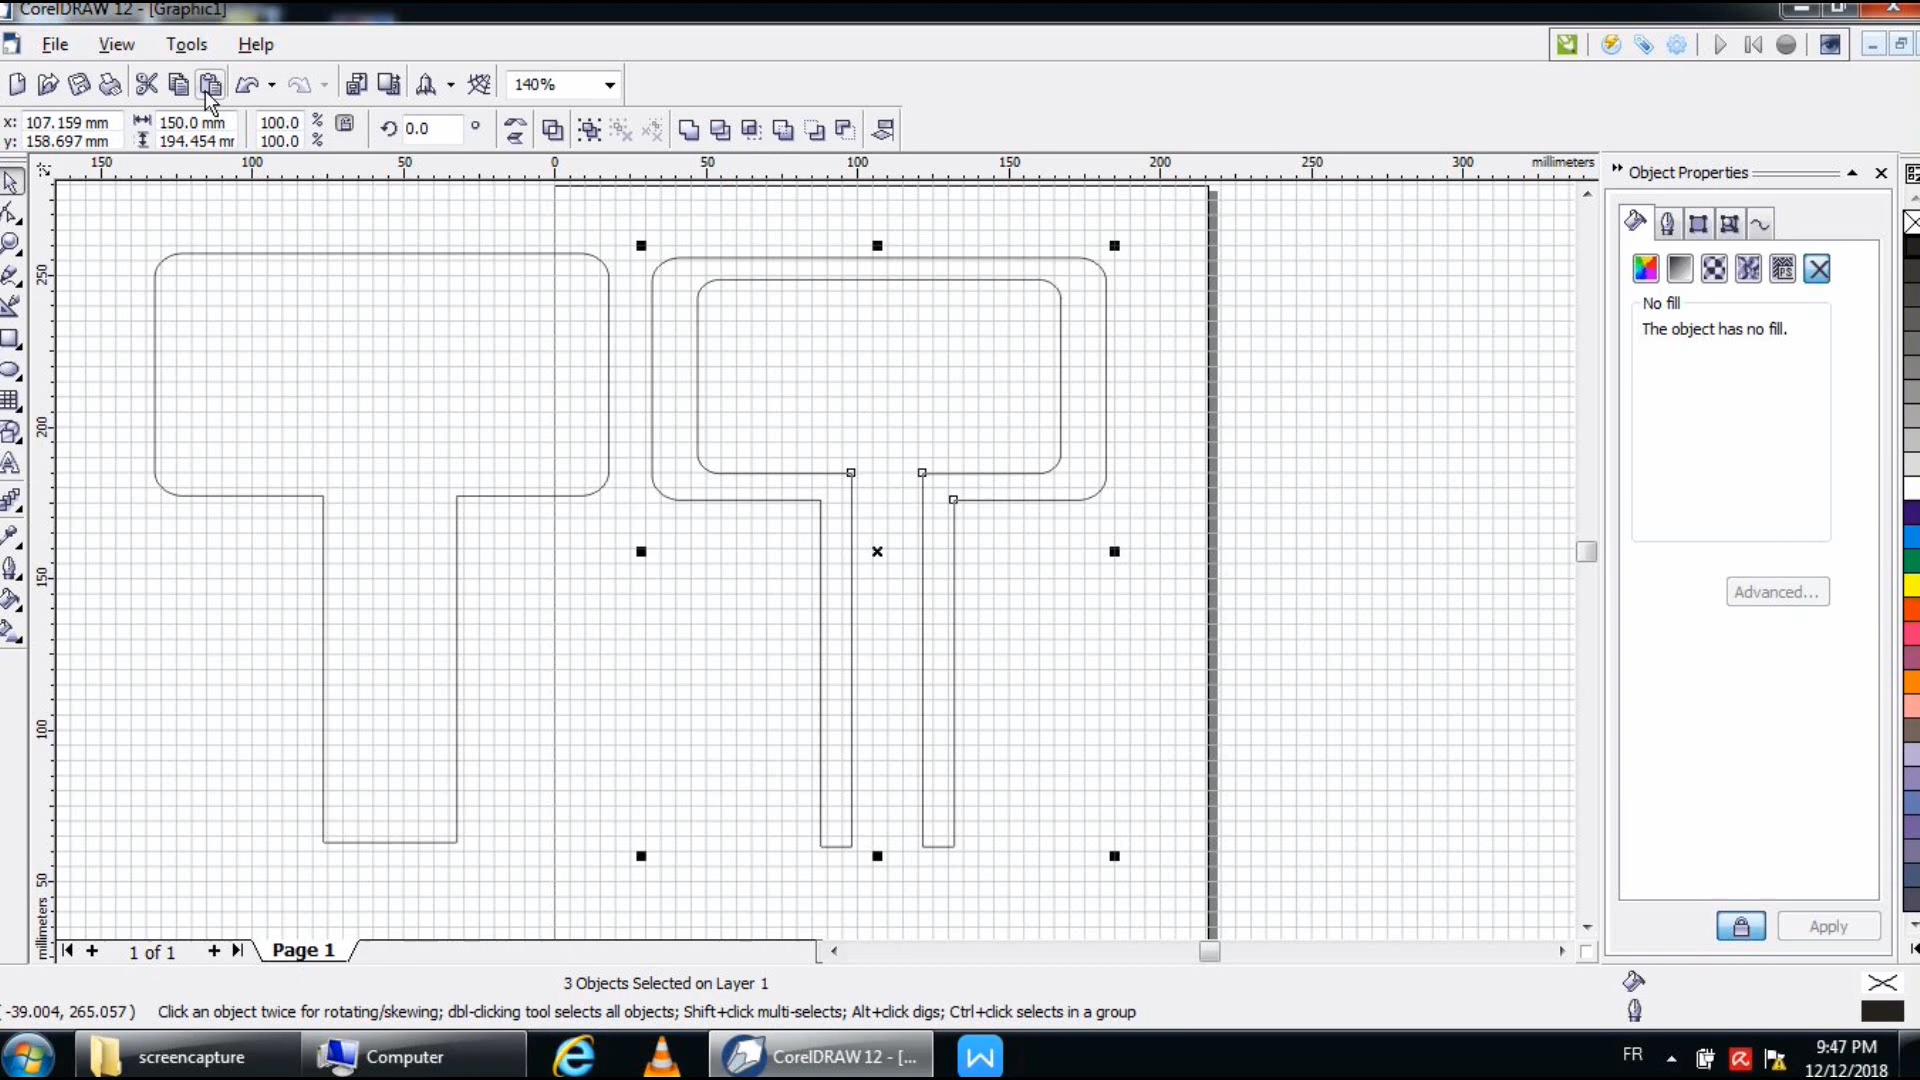 CorelDRAW 12 - [Graphic1]
File View Tools Help
140%
x: 107.159 mm 150.0 mm 100.0 % 0.0 °
y: 158.697 mm 194.454 mr 100.0 %
150 100 50 0 50 100 150 200 250 300 millimeters
Object Properties
PS
No fill
The object has no fill.
Advanced...
Apply
250
200
150
100
50
millimeters
1 of 1 Page 1
3 Objects Selected on Layer 1
( -39.004, 265.057 ) Click an object twice for rotating/skewing; dbl-clicking tool selects all objects; Shift+click multi-selects; Alt+click digs; Ctrl+click selects in a group
screencapture Computer CorelDRAW 12 - [... W FR 9:47 PM
12/12/2018